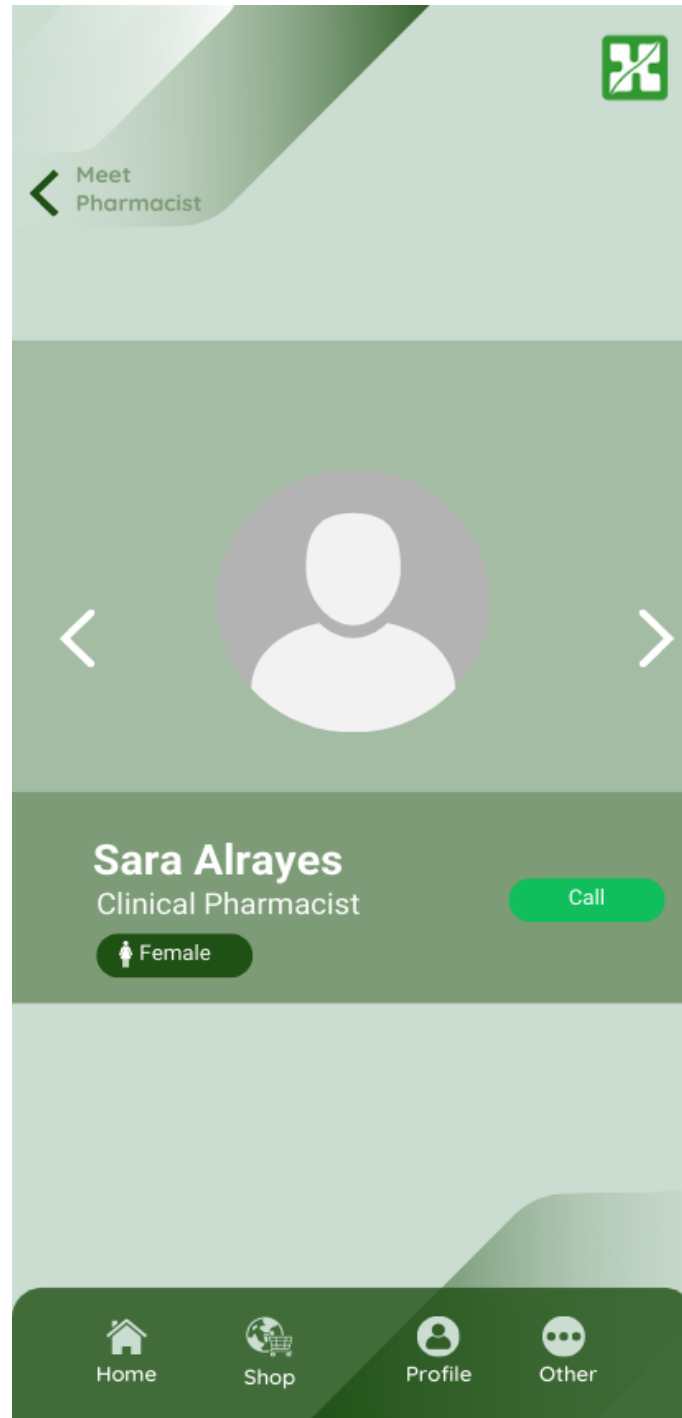 Meet
Pharmacist
Sara Alrayes
Clinical Pharmacist
Call
Female
Home
Shop
Profile
Other